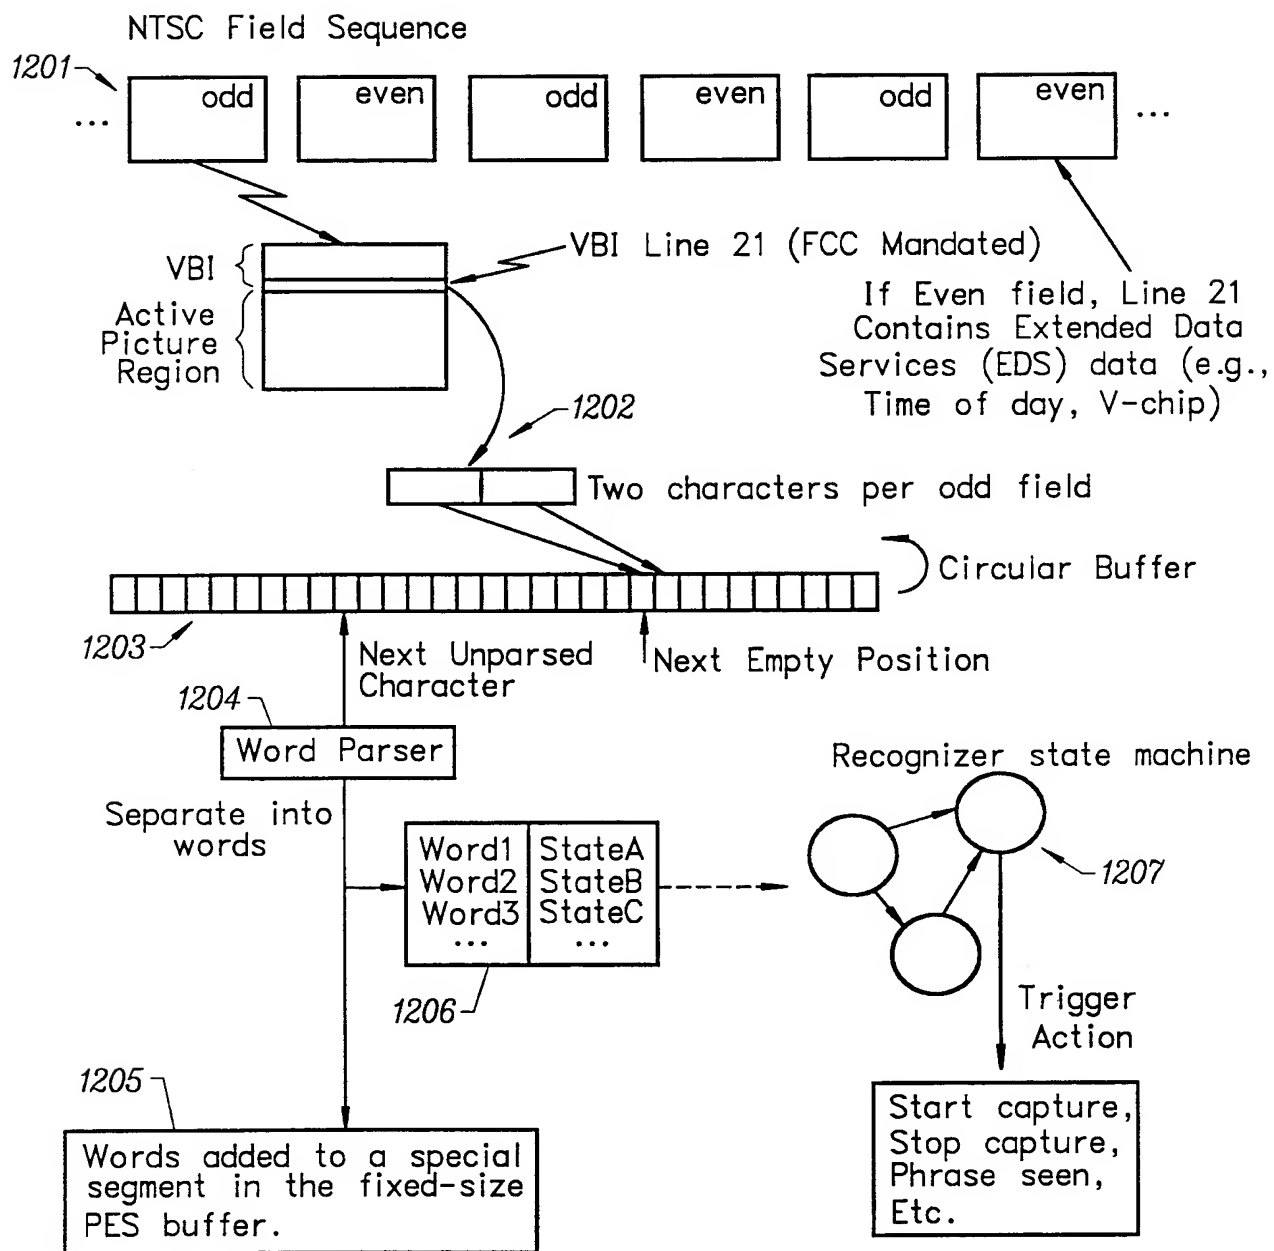 NTSC Field Sequence
1201
... odd even odd even odd even ...
VBI
VBI Line 21 (FCC Mandated)
Active
Picture
Region
If Even field, Line 21
Contains Extended Data
Services (EDS) data (e.g.,
Time of day, V-chip)
1202
Two characters per odd field
Circular Buffer
1203
Next Unparsed
Character
Next Empty Position
1204
Word Parser
Separate into
words
Word1 StateA
Word2 StateB
Word3 StateC
... ...
1206
Recognizer state machine
1207
Trigger
Action
1205
Words added to a special
segment in the fixed-size
PES buffer.
Start capture,
Stop capture,
Phrase seen,
Etc.